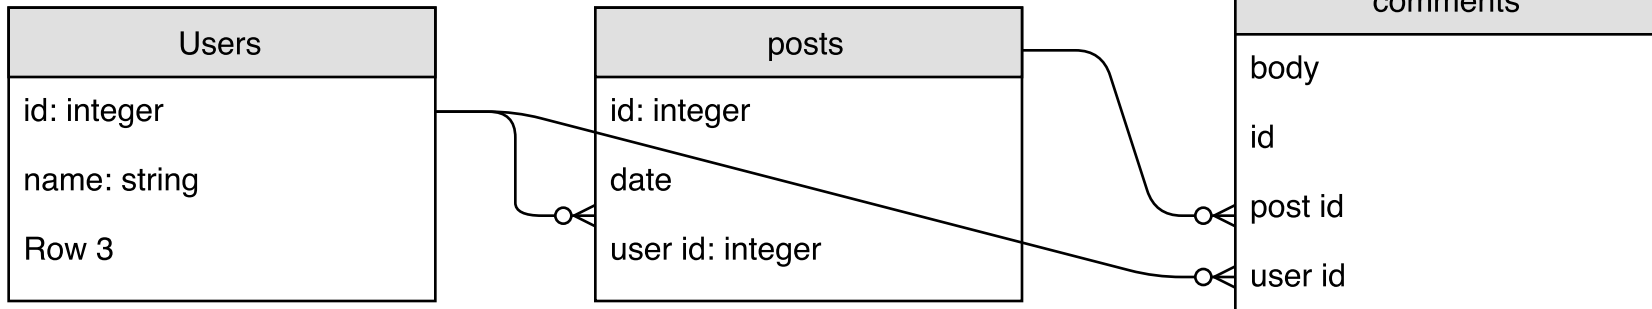 Users
id: integer
name: string
Row 3
posts
id: integer
date
user id: integer
comments
body
id
post id
user id